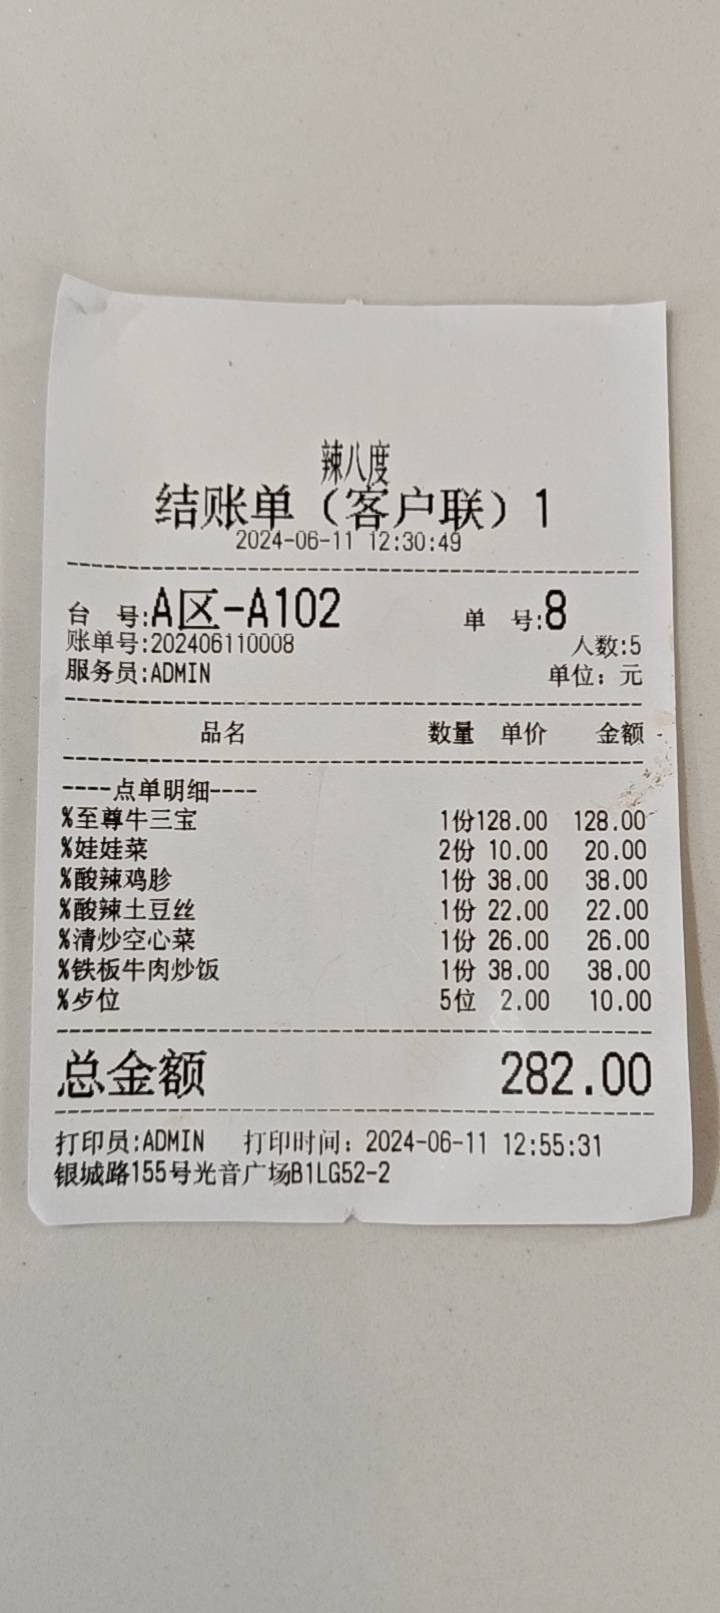 辣八度
结账单（客户联）1
2024-06-11 12:30:49
台 号:A区-A102 单 号:8
账单号:202406110008 人数:5
服务员:ADMIN 单位：元
品名 数量 单价 金额
----点单明细----
%至尊牛三宝 1份128.00 128.00
%娃娃菜 2份 10.00 20.00
%酸辣鸡胗 1份 38.00 38.00
%酸辣土豆丝 1份 22.00 22.00
%清炒空心菜 1份 26.00 26.00
%铁板牛肉炒饭 1份 38.00 38.00
%歺位 5位 2.00 10.00
总金额 282.00
打印员:ADMIN 打印时间：2024-06-11 12:55:31
银城路155号光音广场B1LG52-2